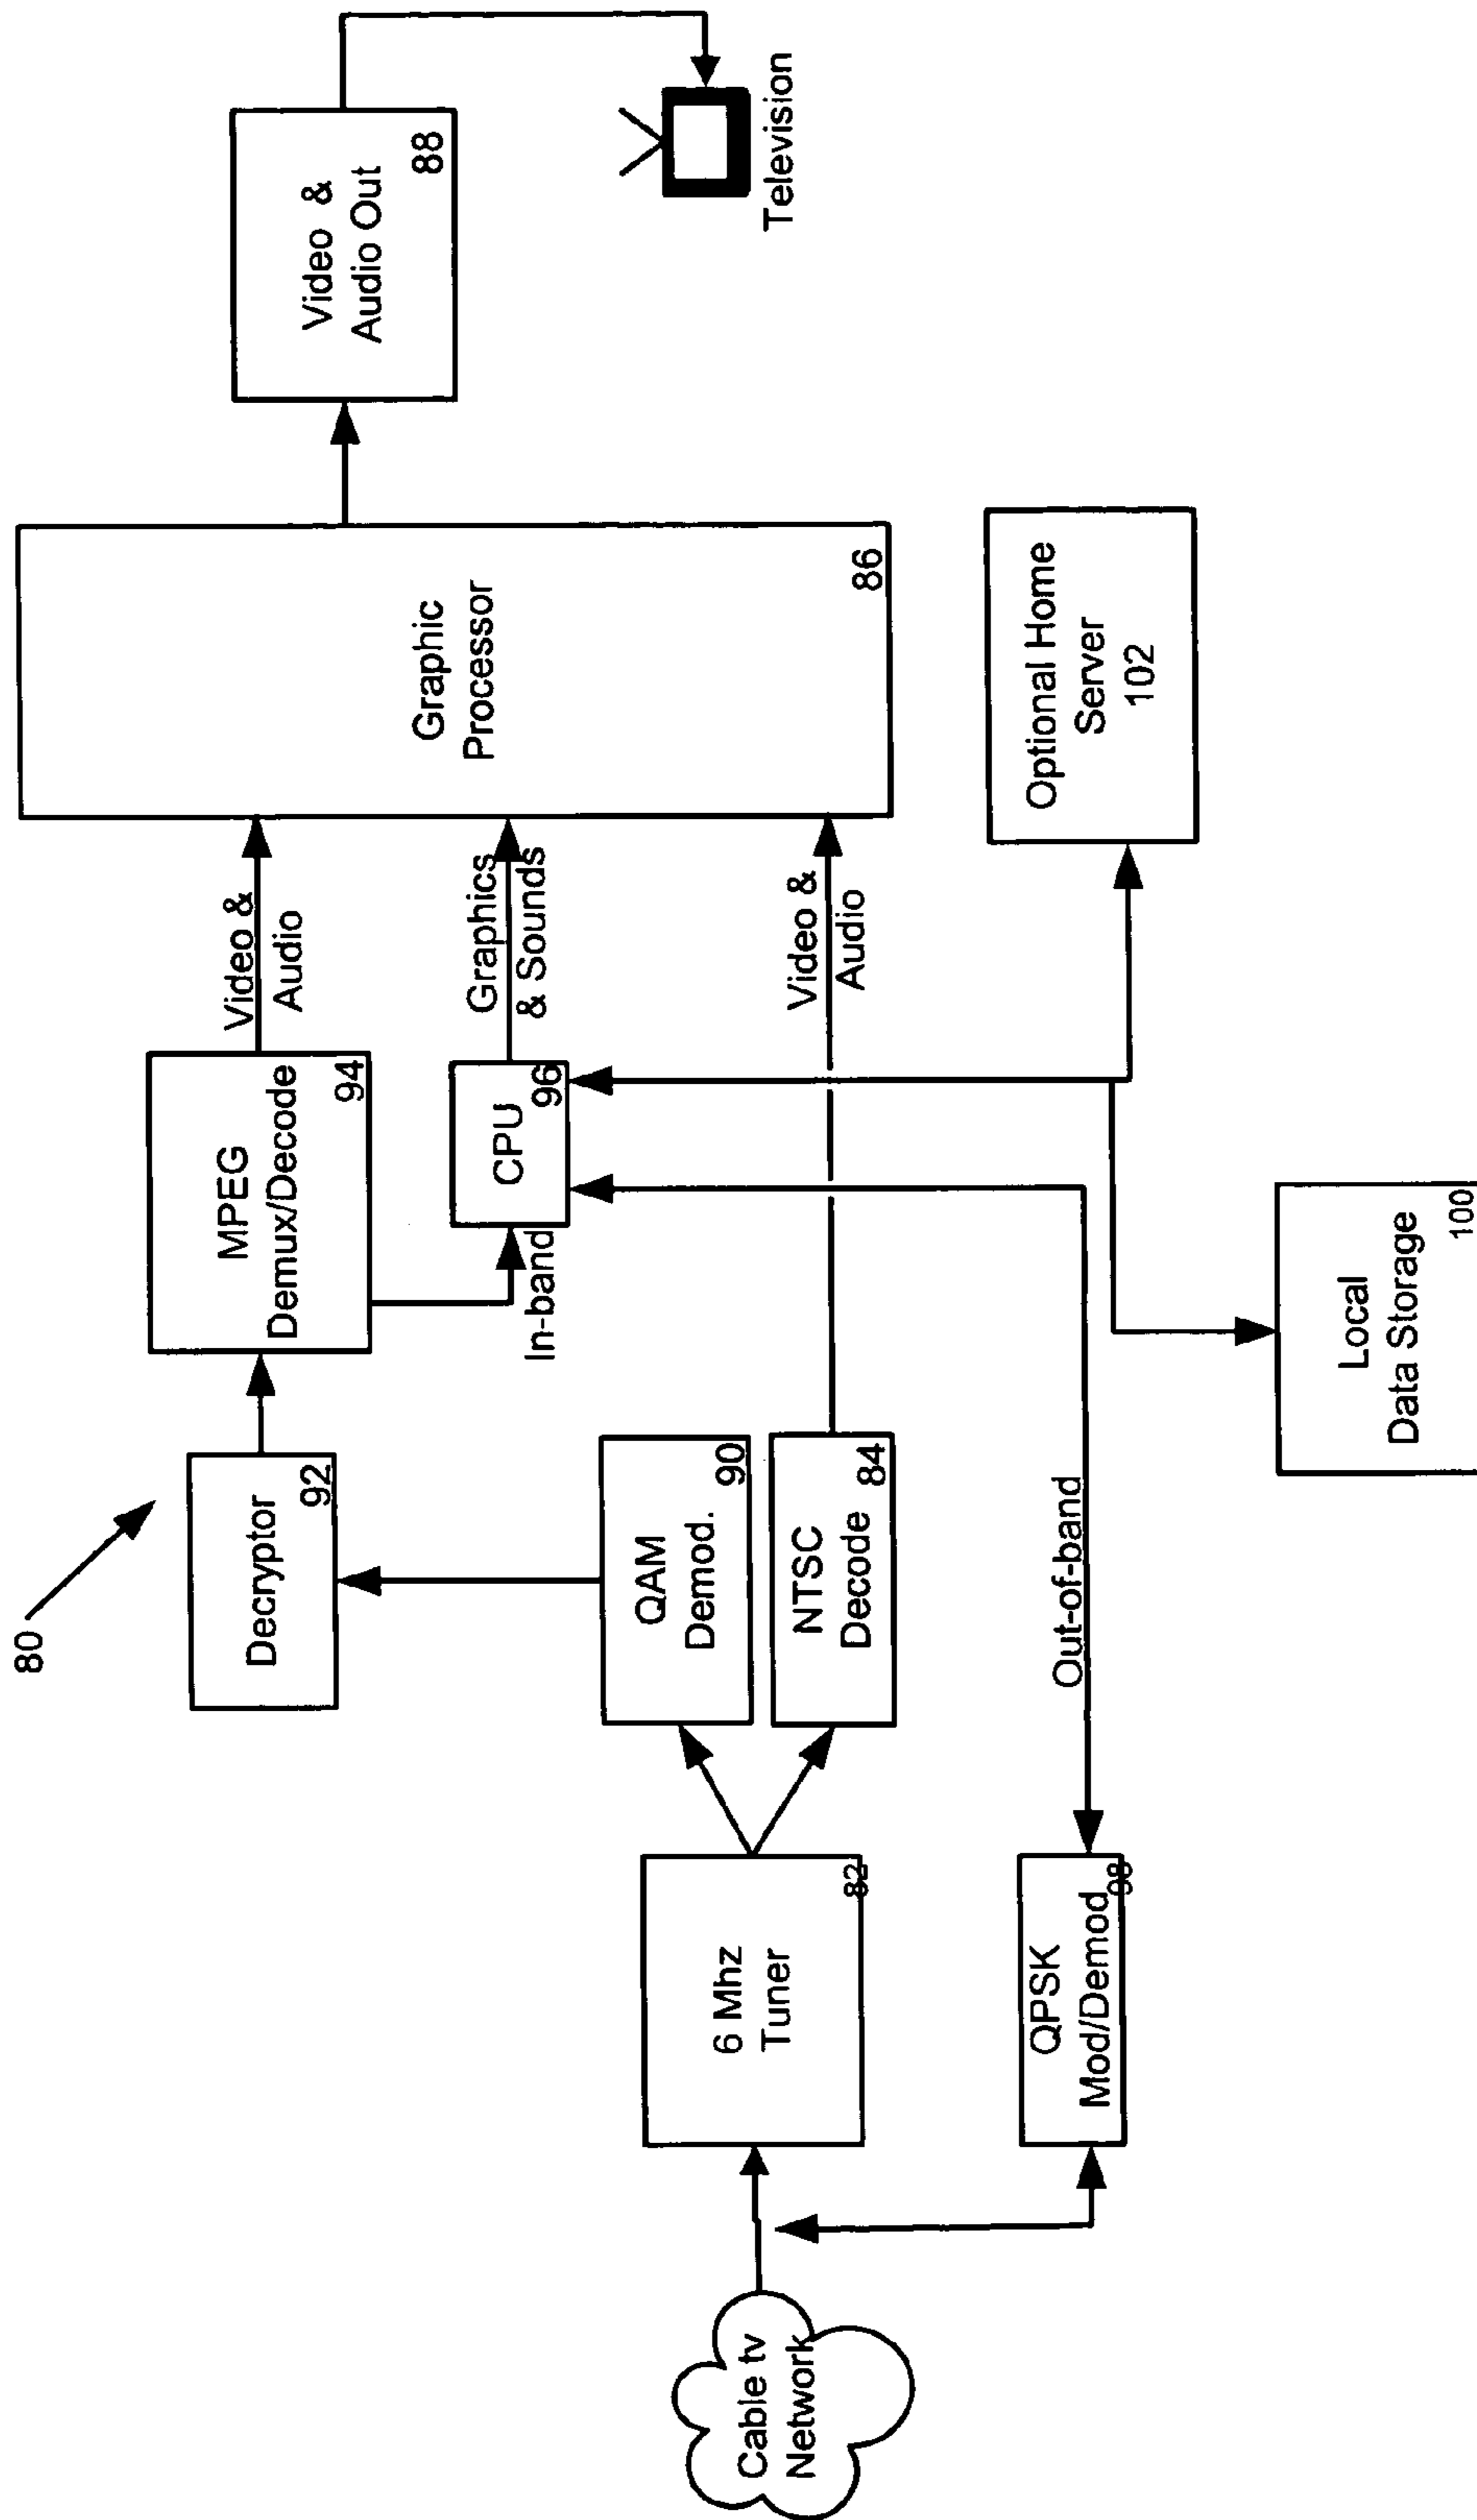 80
Decryptor
92
MPEG
Demux/Decode
94
Video &
Audio
Graphic
Processor
86
Video &
Audio Out
88
Television
In-band
CPU
96
Graphics
& Sounds
QAM
Demod.
90
NTSC
Decode
84
Video &
Audio
Cable tv
Network
6 Mhz
Tuner
82
QPSK
Mod/Demod
98
Out-of-band
Optional Home
Server
102
Local
Data Storage
100